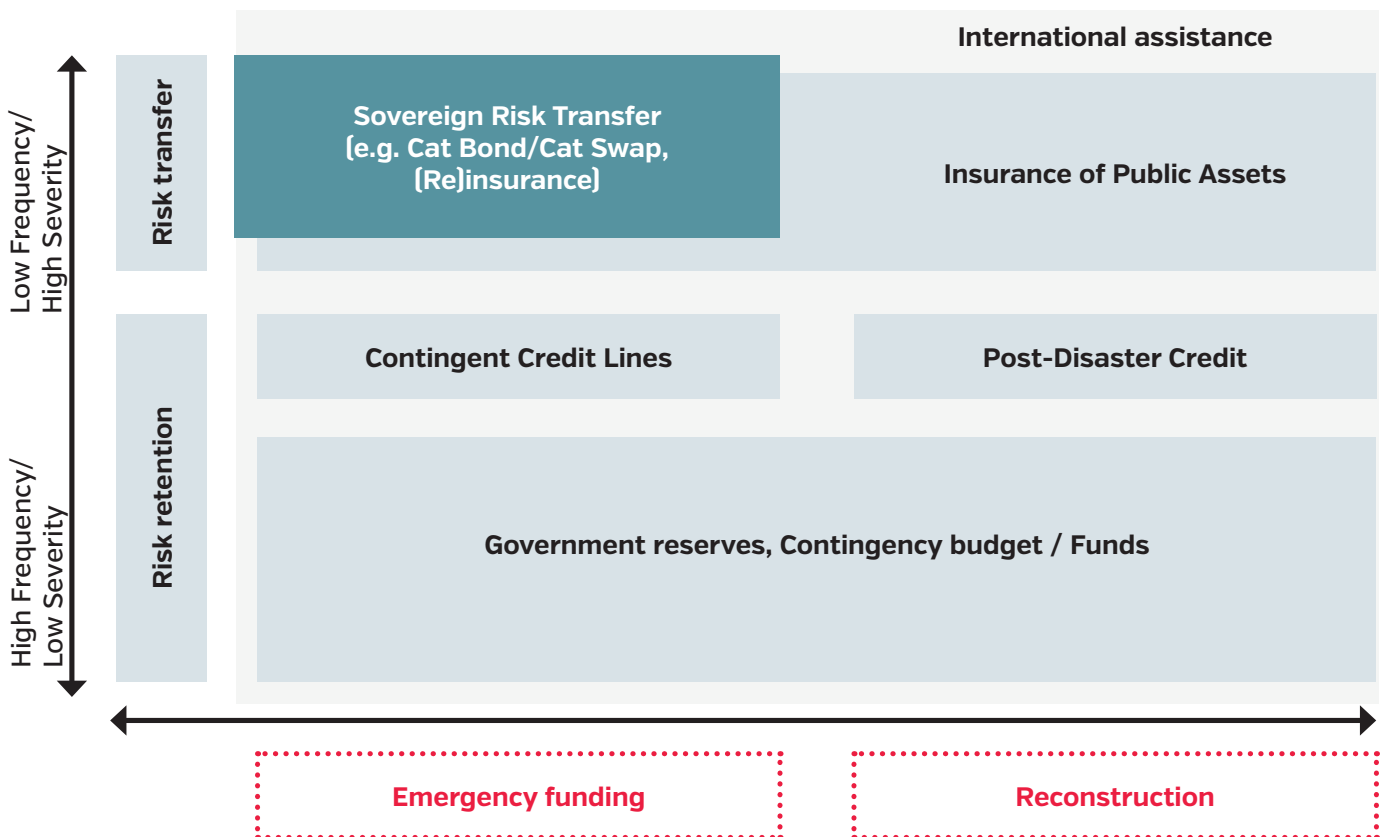 International assistance
Low Frequency/
High Severity
Risk transfer
Sovereign Risk Transfer
(e.g. Cat Bond/Cat Swap,
(Re)insurance)
Insurance of Public Assets
Contingent Credit Lines
Post-Disaster Credit
High Frequency/
Low Severity
Risk retention
Government reserves, Contingency budget / Funds
Emergency funding
Reconstruction